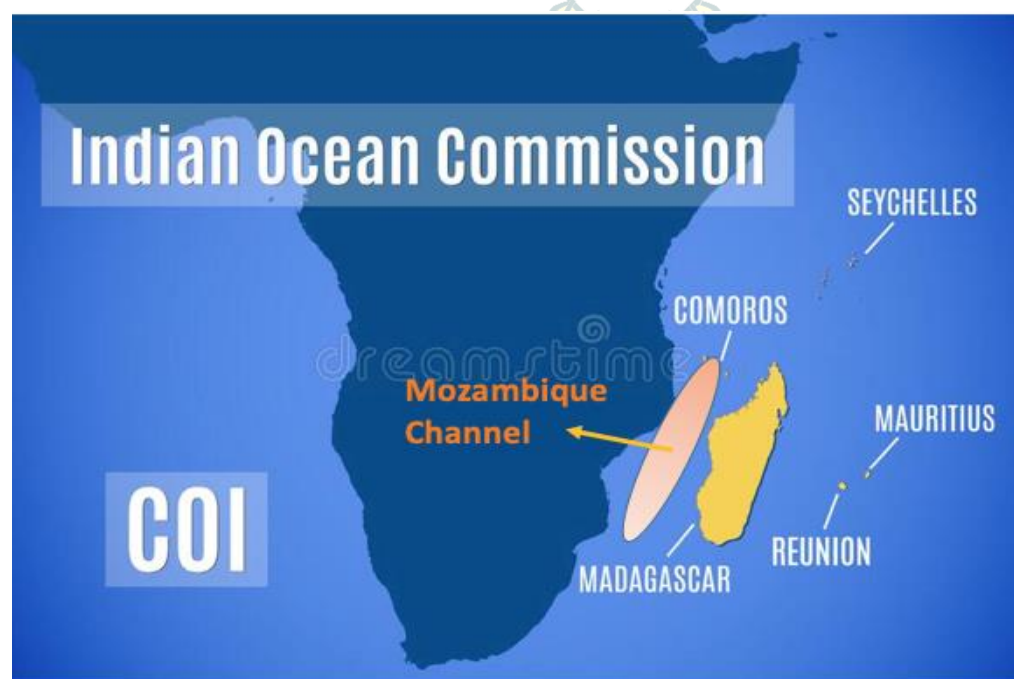 Indian Ocean Commission
SEYCHELLES
COMOROS
dreamstime
Mozambique
Channel
MAURITIUS
COI
REUNION
MADAGASCAR